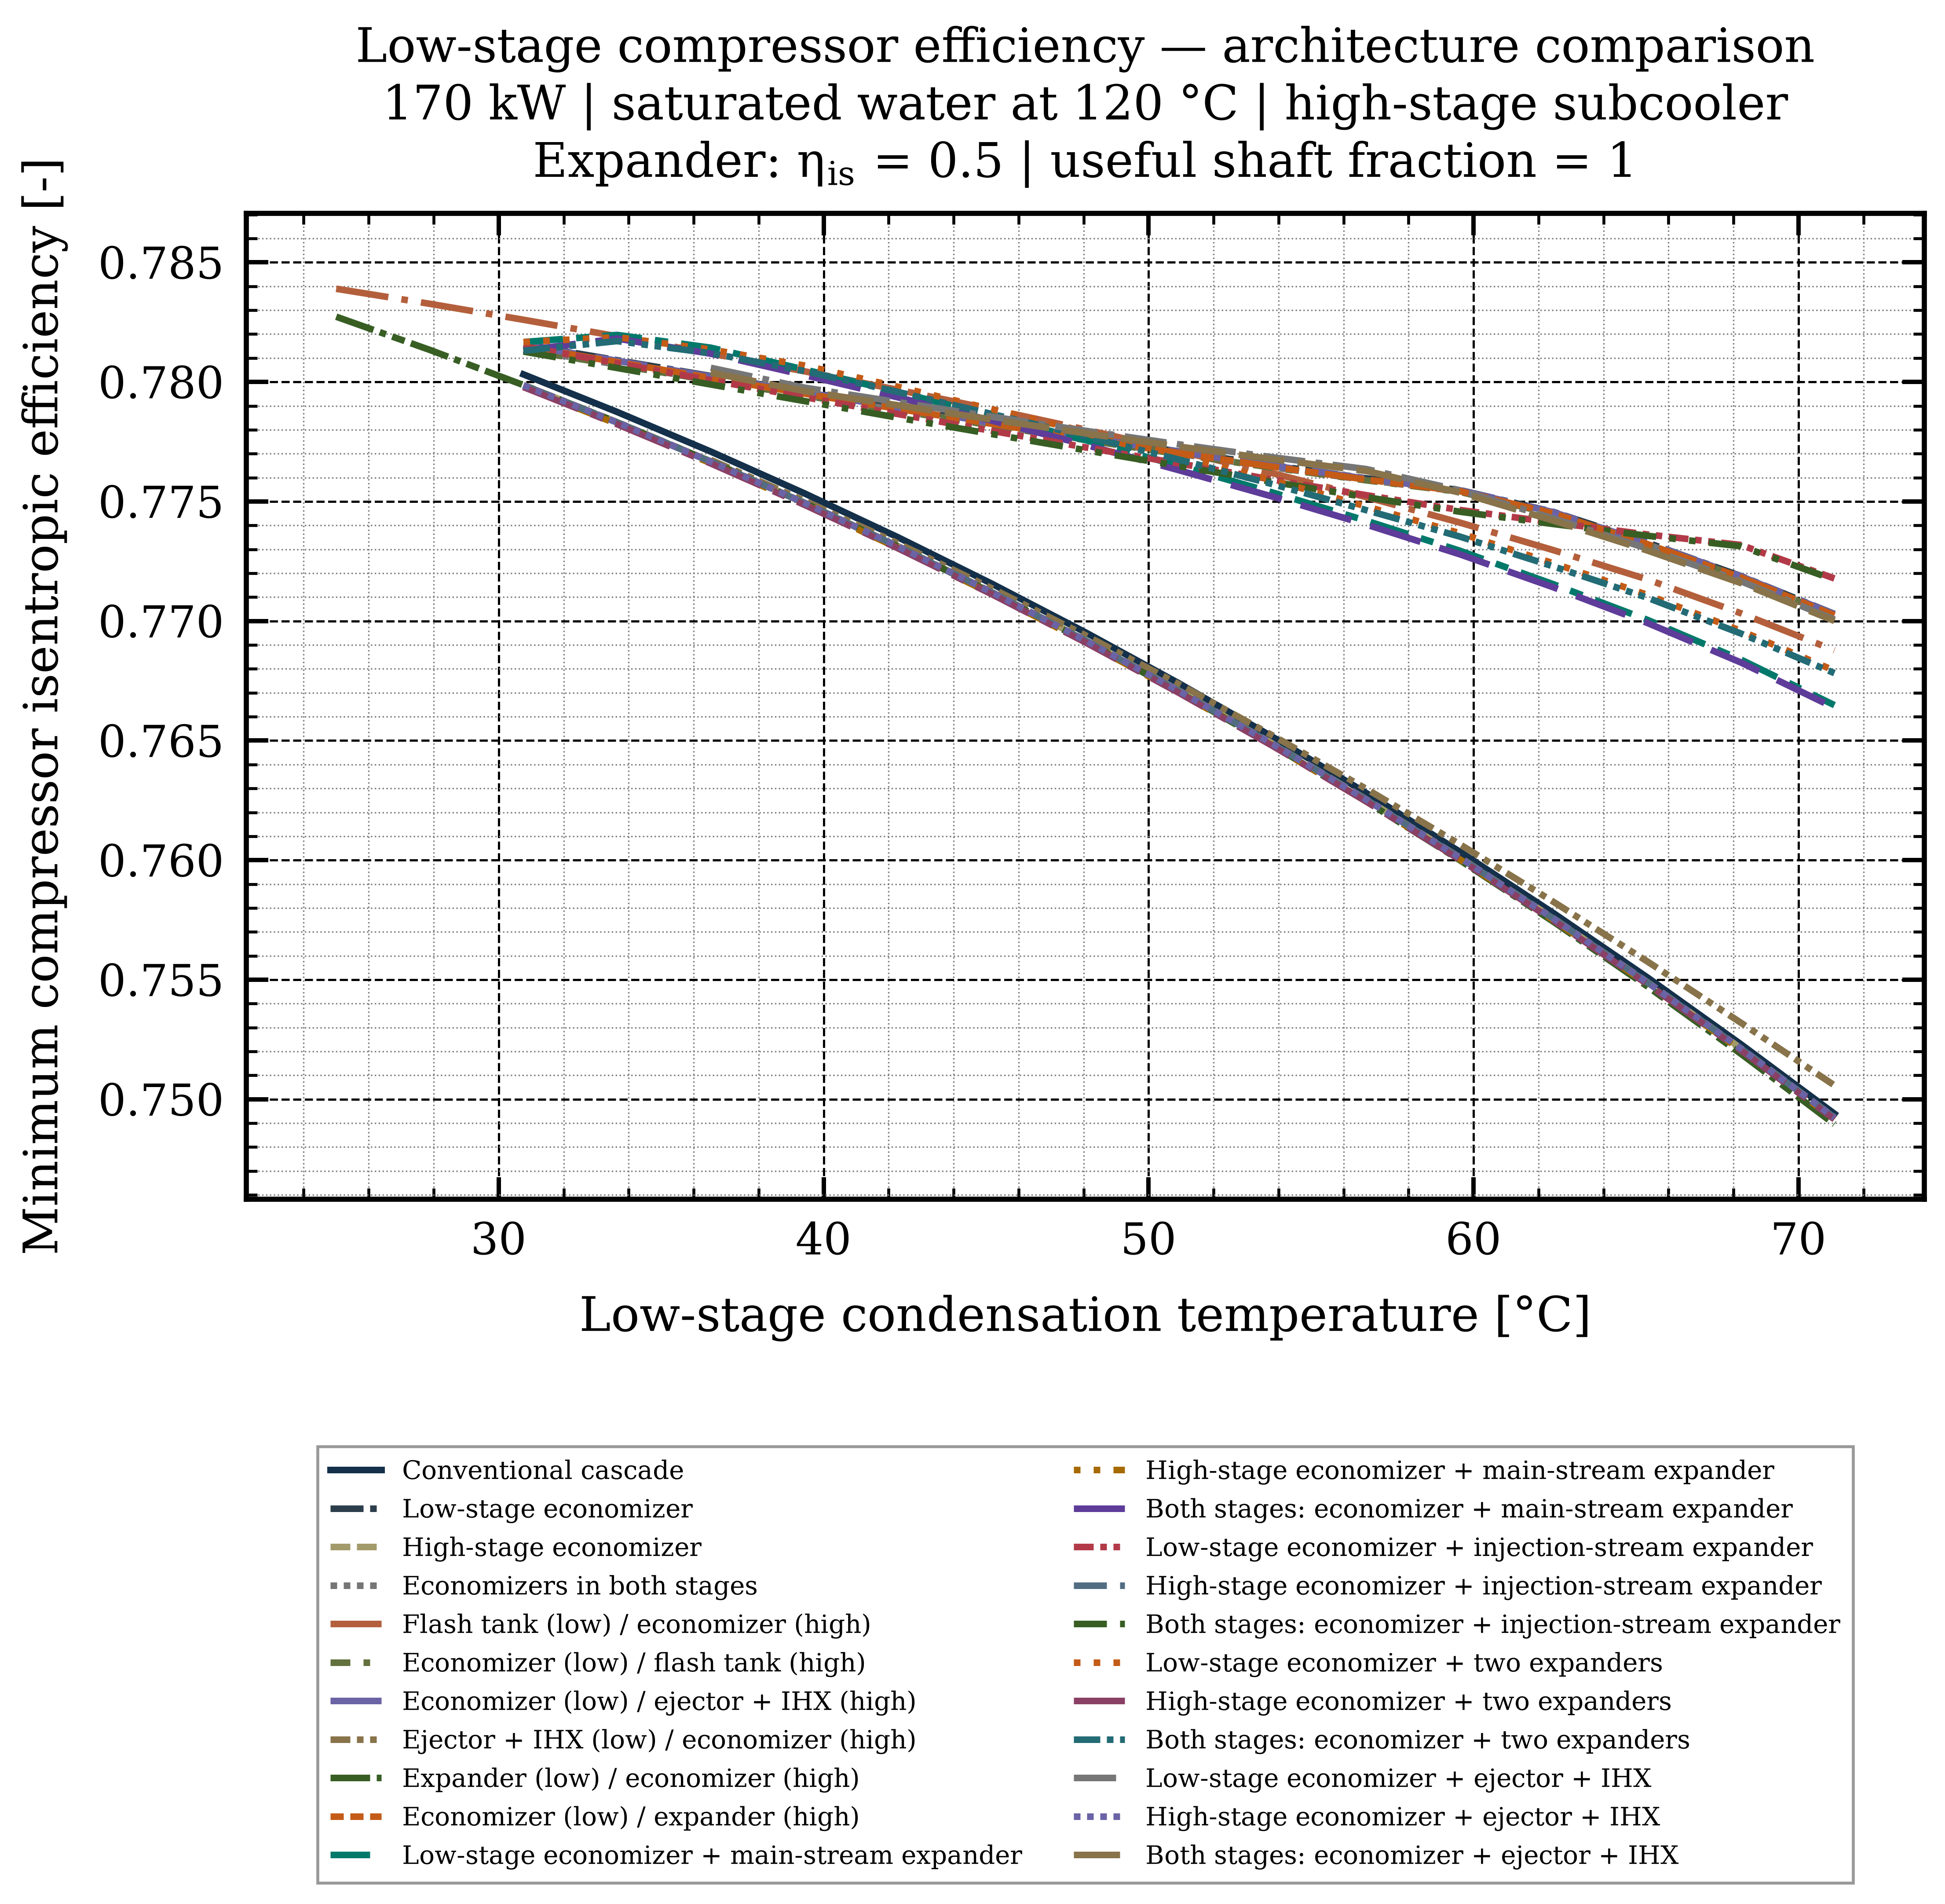 Low-stage compressor efficiency — architecture comparison
170 kW | saturated water at 120 °C | high-stage subcooler
Expander: ηis = 0.5 | useful shaft fraction = 1
Minimum compressor isentropic efficiency [-]
0.785
0.780
0.775
0.770
0.765
0.760
0.755
0.750
30 40 50 60 70
Low-stage condensation temperature [°C]
Conventional cascade
Low-stage economizer
High-stage economizer
Economizers in both stages
Flash tank (low) / economizer (high)
Economizer (low) / flash tank (high)
Economizer (low) / ejector + IHX (high)
Ejector + IHX (low) / economizer (high)
Expander (low) / economizer (high)
Economizer (low) / expander (high)
Low-stage economizer + main-stream expander
High-stage economizer + main-stream expander
Both stages: economizer + main-stream expander
Low-stage economizer + injection-stream expander
High-stage economizer + injection-stream expander
Both stages: economizer + injection-stream expander
Low-stage economizer + two expanders
High-stage economizer + two expanders
Both stages: economizer + two expanders
Low-stage economizer + ejector + IHX
High-stage economizer + ejector + IHX
Both stages: economizer + ejector + IHX